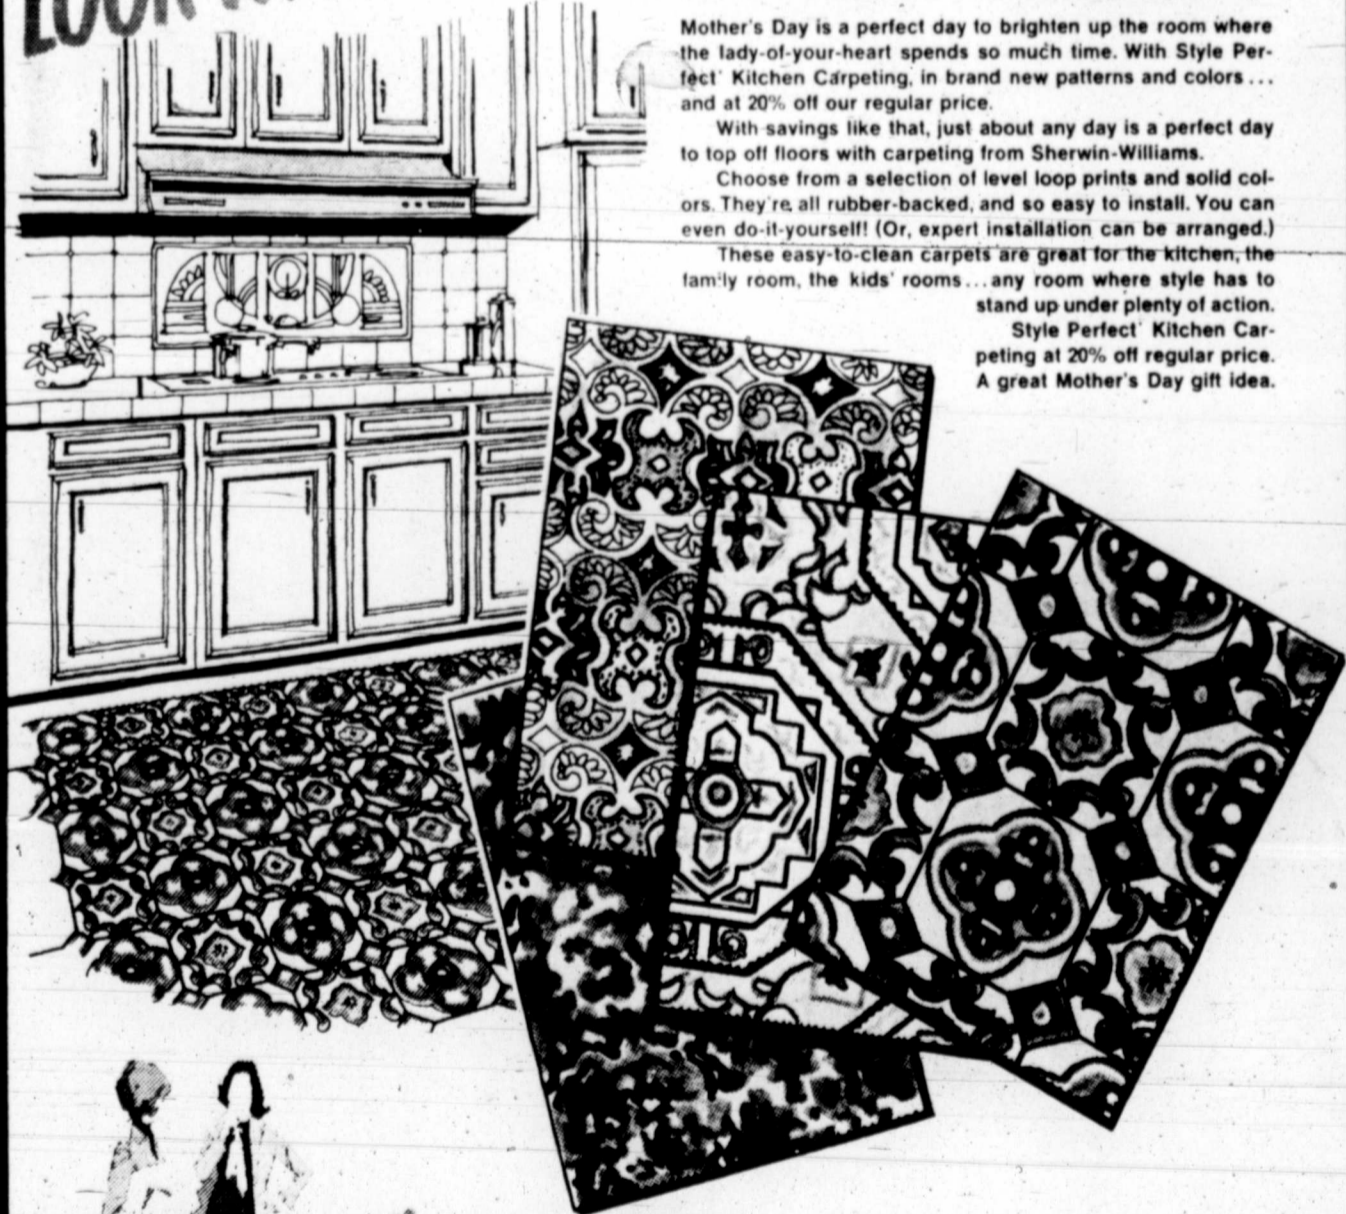 LOOK
Mother's Day is a perfect day to brighten up the room where
the lady-of-your-heart spends so much time. With Style Per-
fect' Kitchen Carpeting, in brand new patterns and colors...
and at 20% off our regular price.
With savings like that, just about any day is a perfect day
to top off floors with carpeting from Sherwin-Williams.
Choose from a selection of level loop prints and solid col-
ors. They're all rubber-backed, and so easy to install. You can
even do-it-yourself! (Or, expert installation can be arranged.)
These easy-to-clean carpets are great for the kitchen, the
family room, the kids' rooms...any room where style has to
stand up under plenty of action.
Style Perfect' Kitchen Car-
peting at 20% off regular price.
A great Mother's Day gift idea.